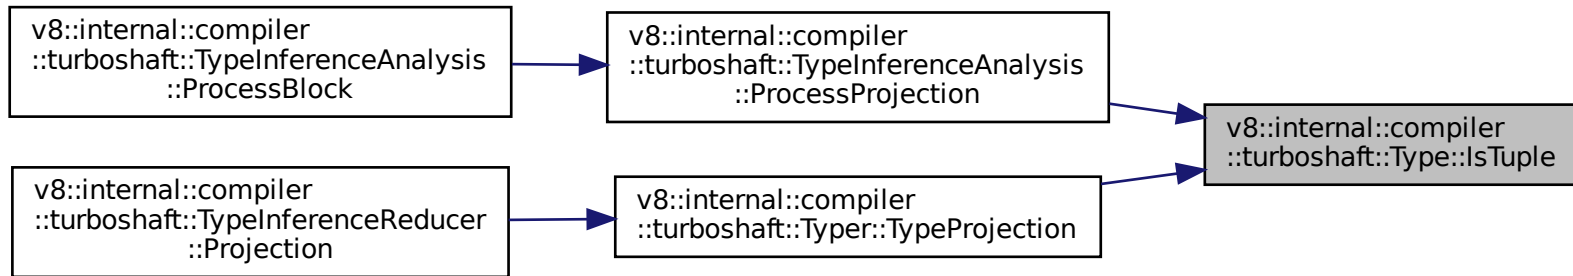 v8::internal::compiler
::turboshaft::TypeInferenceAnalysis
::ProcessBlock
v8::internal::compiler
::turboshaft::TypeInferenceAnalysis
::ProcessProjection
v8::internal::compiler
::turboshaft::Type::IsTuple
v8::internal::compiler
::turboshaft::TypeInferenceReducer
::Projection
v8::internal::compiler
::turboshaft::Typer::TypeProjection